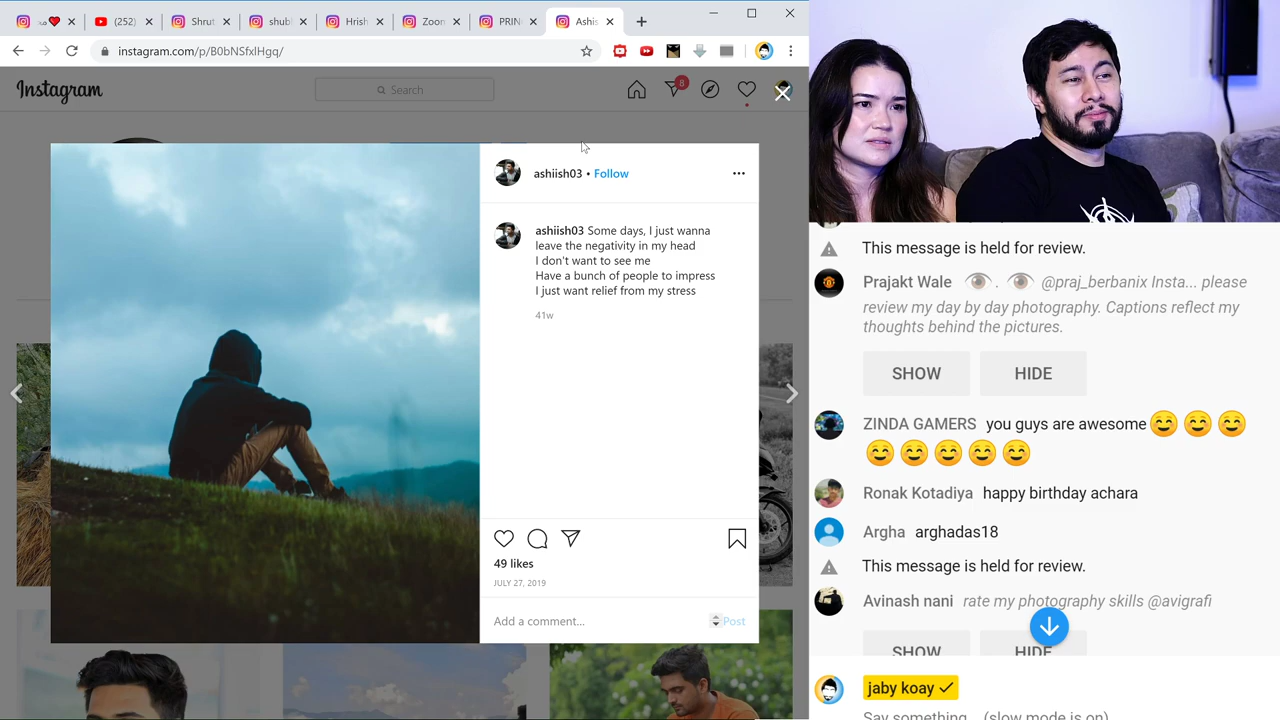 (252)
Shrut
shubl
Hrish
Zoon
PRIN
Ashis
instagram.com/p/B0bNSfxlHgq/
Instagram
Search
8
ashiish03 • Follow
ashiish03 Some days, I just wanna
leave the negativity in my head
I don't want to see me
Have a bunch of people to impress
I just want relief from my stress
41w
49 likes
JULY 27, 2019
Add a comment...
Post
This message is held for review.
Prajakt Wale 👁️ . 👁️ @praj_berbanix Insta... please
review my day by day photography. Captions reflect my
thoughts behind the pictures.
SHOW HIDE
ZINDA GAMERS you guys are awesome😊 😊 😊
😊 😊 😊 😊 😊
Ronak Kotadiya happy birthday achara
Argha arghadas18
This message is held for review.
Avinash nani rate my photography skills @avigrafi
SHOW HIDE
jaby koay ✓
Say something... (slow mode is on)